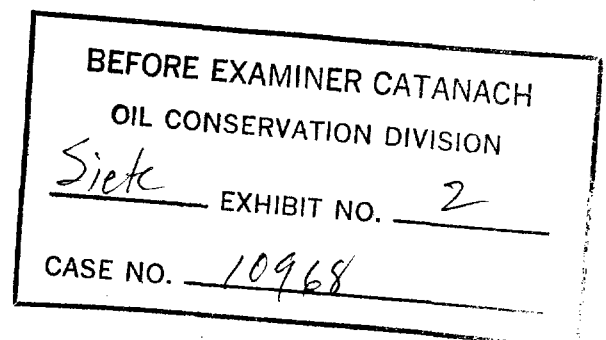 BEFORE EXAMINER CATANACH
OIL CONSERVATION DIVISION
Siete EXHIBIT NO. 2
CASE NO. 10968